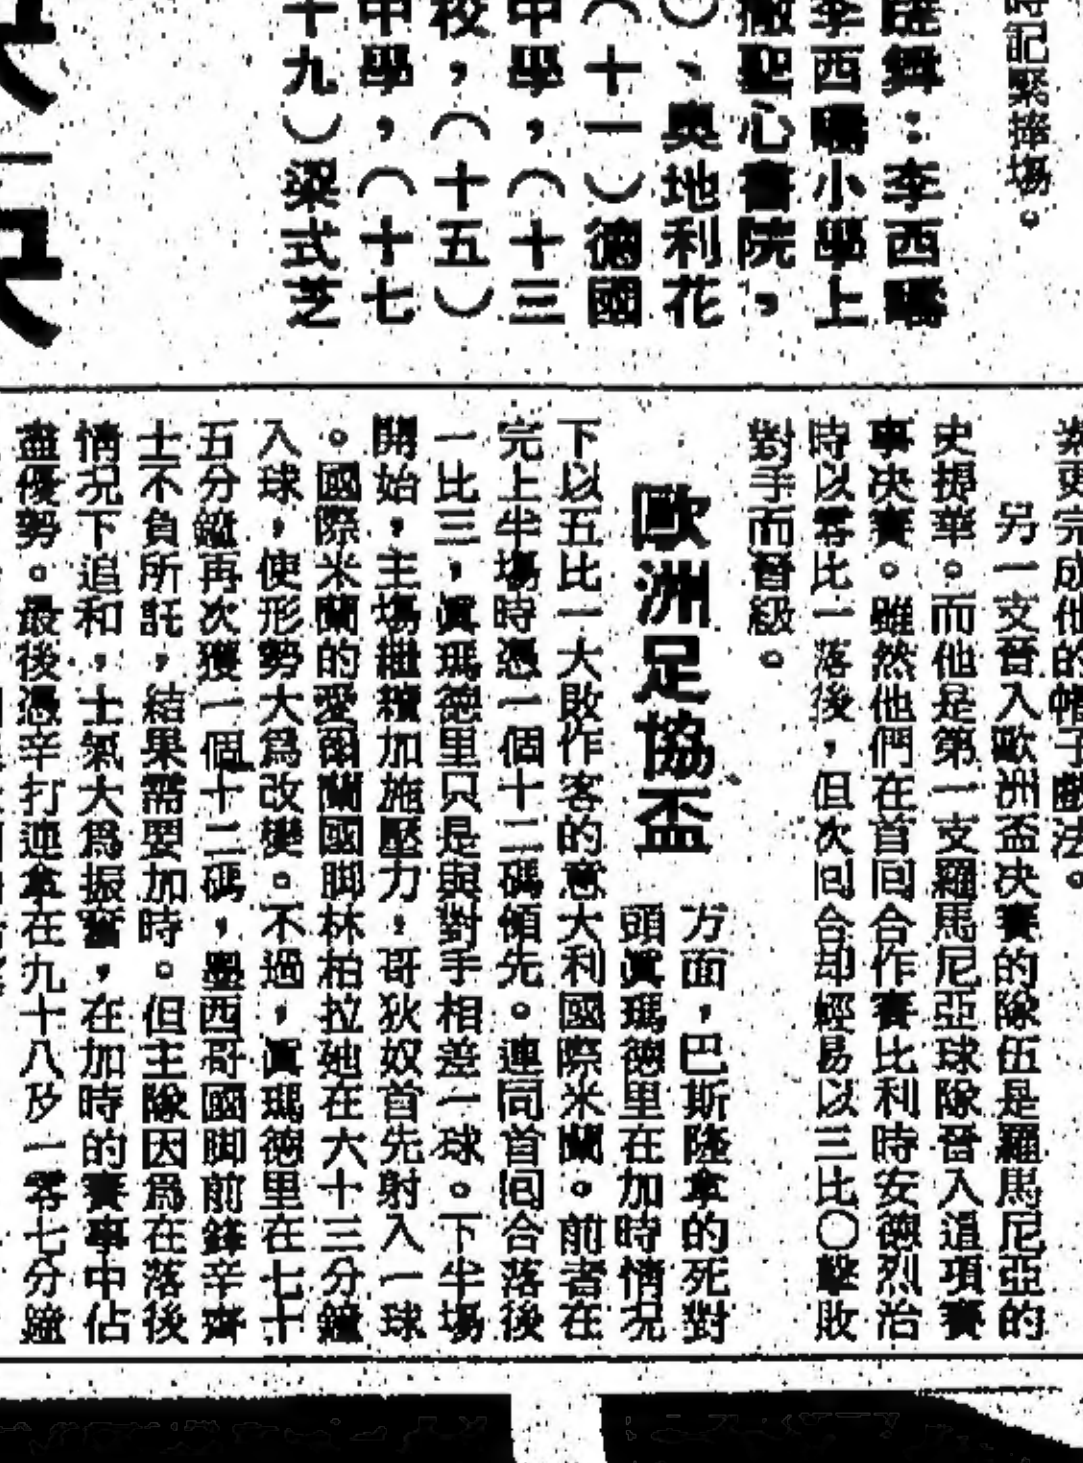 時記緊捧場。
蹤舞：李西疇
李西疇小學上
徹聖心書院，
）、奧地利花
（十一）德國
中學，（十三
校，（十五）
中學，（十七
十九）梁式芝
業更完成他的帽子戲法。
另一支晉入歐洲盃決賽的隊伍是羅馬尼亞的
史提華。而他是第一支羅馬尼亞球隊晉入這項賽
事決賽。雖然他們在首回合作賽比利時安德烈治
時以零比一落後，但次回合却輕易以三比〇擊敗
對手而晉級。
歐洲足協盃
方面，巴斯隆拿的死對
頭眞瑪德里在加時情況
下以五比一大敗作客的意大利國際米蘭。前者在
完上半場時憑一個十二碼領先。連同首回合落後
一比三，眞瑪德里只是與對手相差一球。下半場
開始，主場繼續加施壓力，哥狄奴首先射入一球
。國際米蘭的愛爾蘭國脚林柏拉她在六十三分鐘
入球，使形勢大爲改變。不過，眞瑪德里在七十
五分鐘再次獲一個十二碼，墨西哥國脚前鋒辛齊
士不負所託，結果需要加時。但主隊因爲在落後
情況下追和，士氣大爲振奮，在加時的賽事中佔
盡優勢。最後憑辛打連拿在九十八及一零七分鐘